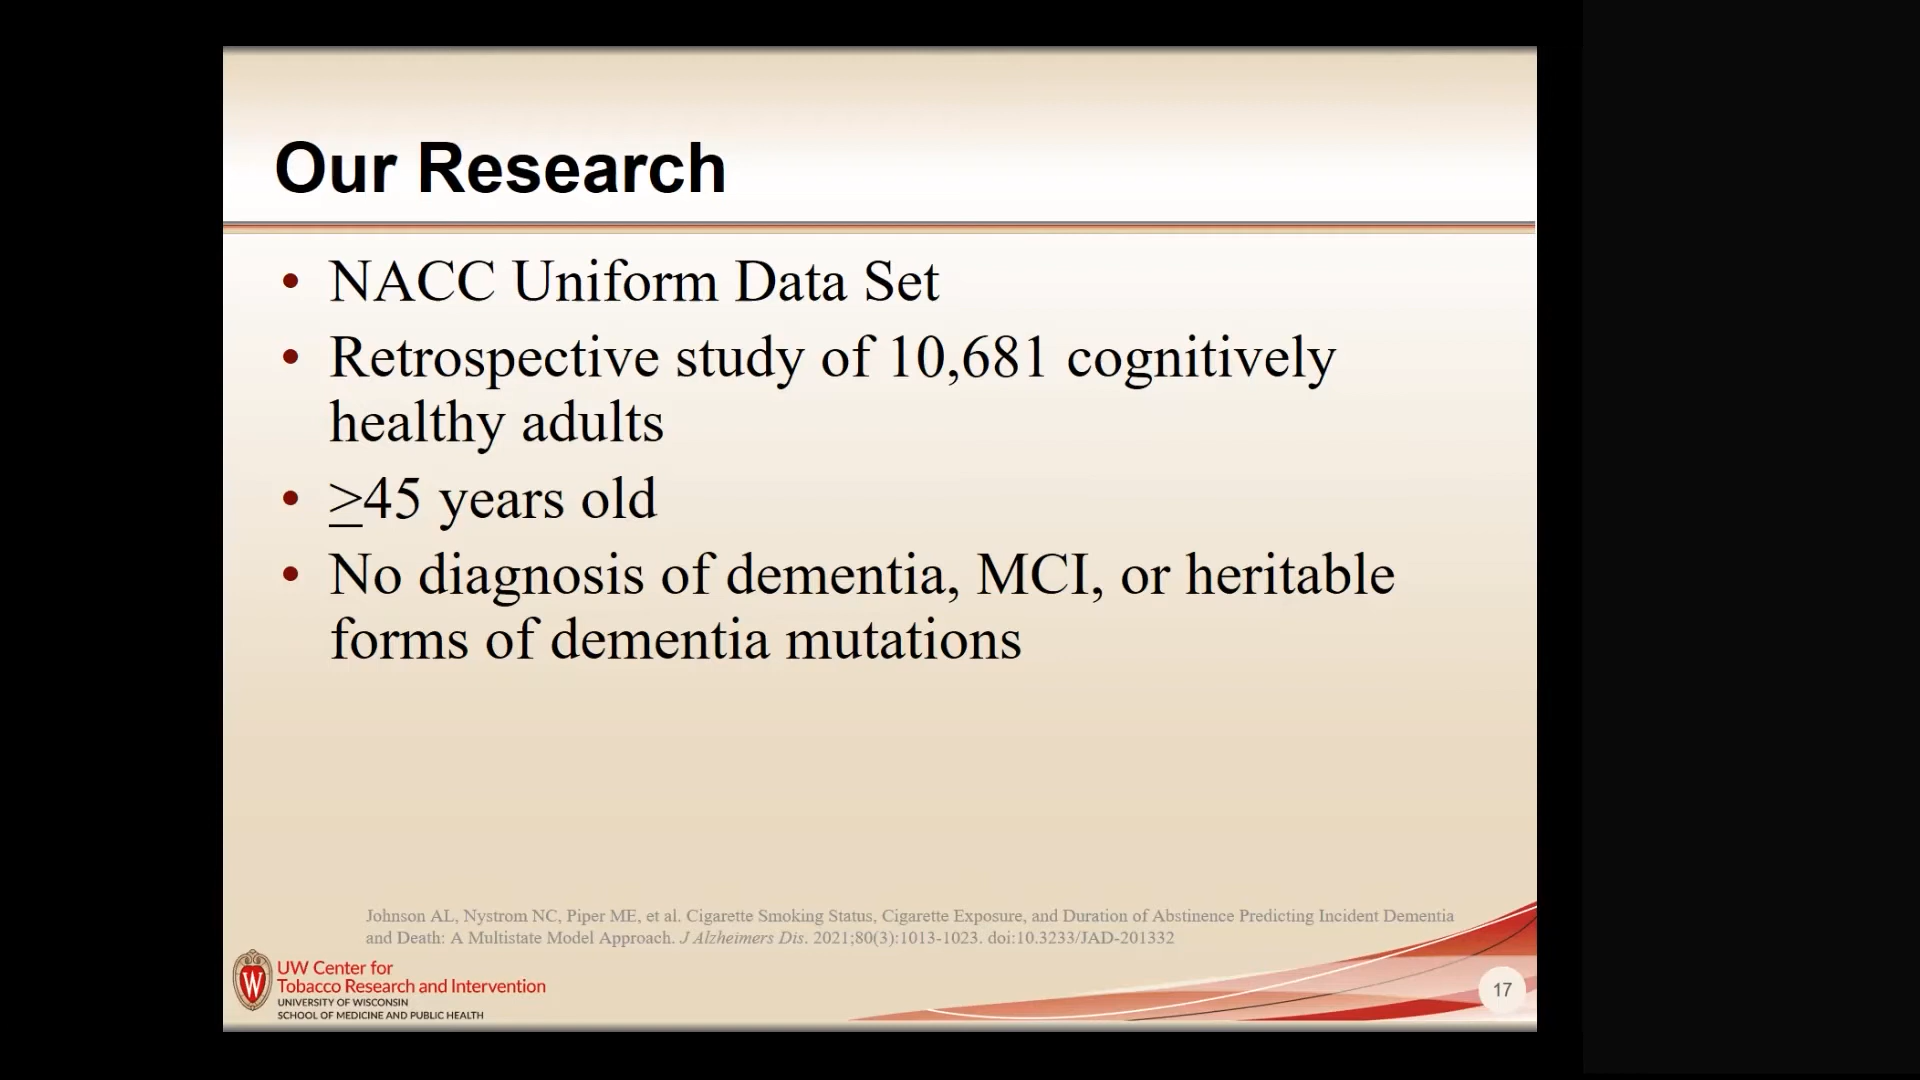 Our Research
• NACC Uniform Data Set
• Retrospective study of 10,681 cognitively
healthy adults
• ≥45 years old
• No diagnosis of dementia, MCI, or heritable
forms of dementia mutations
Johnson AL, Nystrom NC, Piper ME, et al. Cigarette Smoking Status, Cigarette Exposure, and Duration of Abstinence Predicting Incident Dementia
and Death: A Multistate Model Approach. J Alzheimers Dis. 2021;80(3):1013-1023. doi:10.3233/JAD-201332
W
UW Center for
Tobacco Research and Intervention
UNIVERSITY OF WISCONSIN
SCHOOL OF MEDICINE AND PUBLIC HEALTH
17